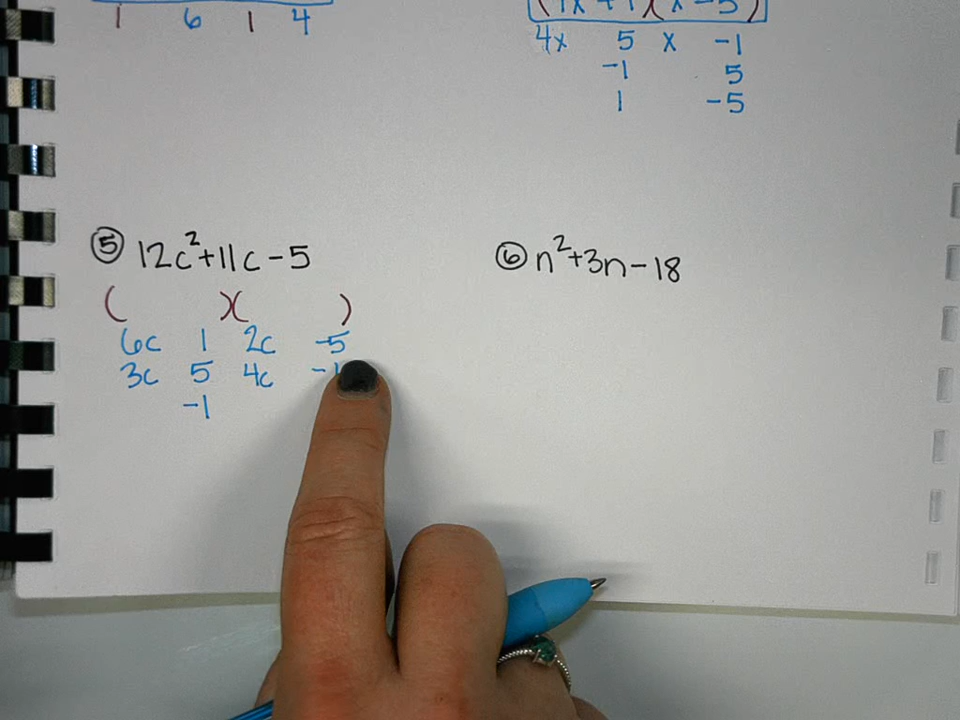 1 6 1 4
x - 5 )
4x 5 x -1
-1 5
1 -5
⑤ 12c²+11c-5
( )( )
6c 1 2c -5
3c 5 4c
-1
⑥ n²+3n-18